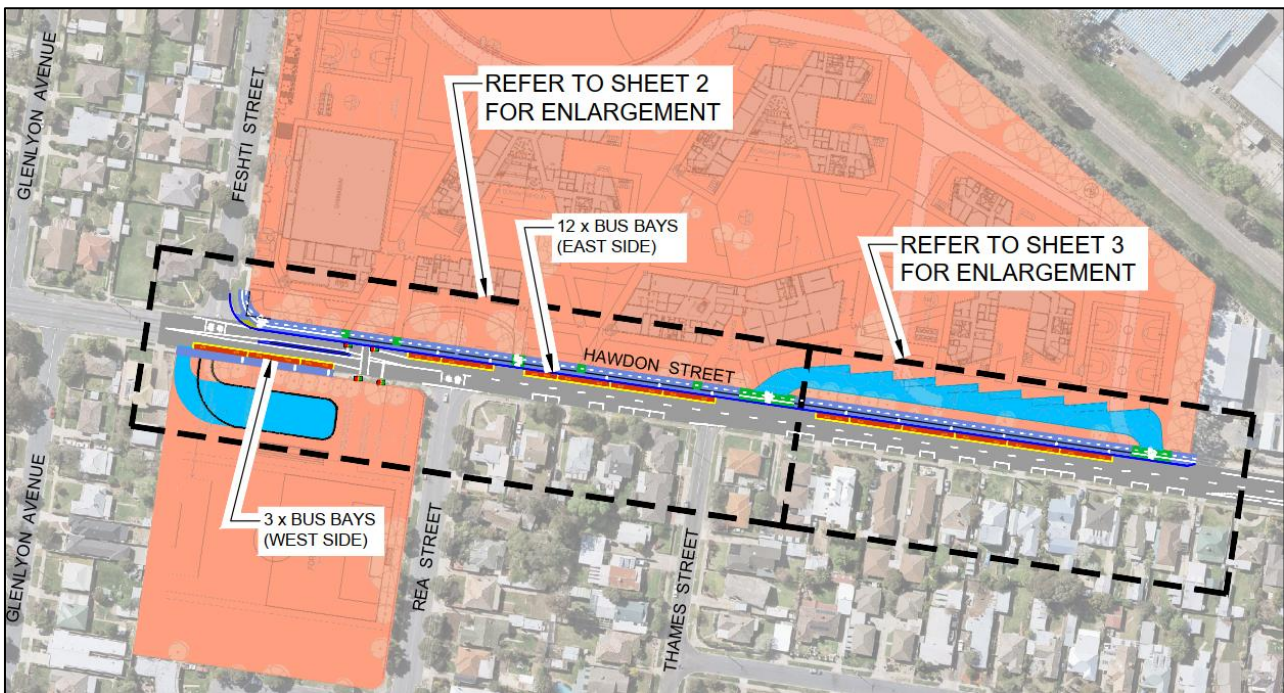 GLENLYON AVENUE
FESHTI STREET
REFER TO SHEET 2
FOR ENLARGEMENT
12 x BUS BAYS
(EAST SIDE)
REFER TO SHEET 3
FOR ENLARGEMENT
HAWDON STREET
GLENLYON AVENUE
3 x BUS BAYS
(WEST SIDE)
REA STREET
THAMES STREET